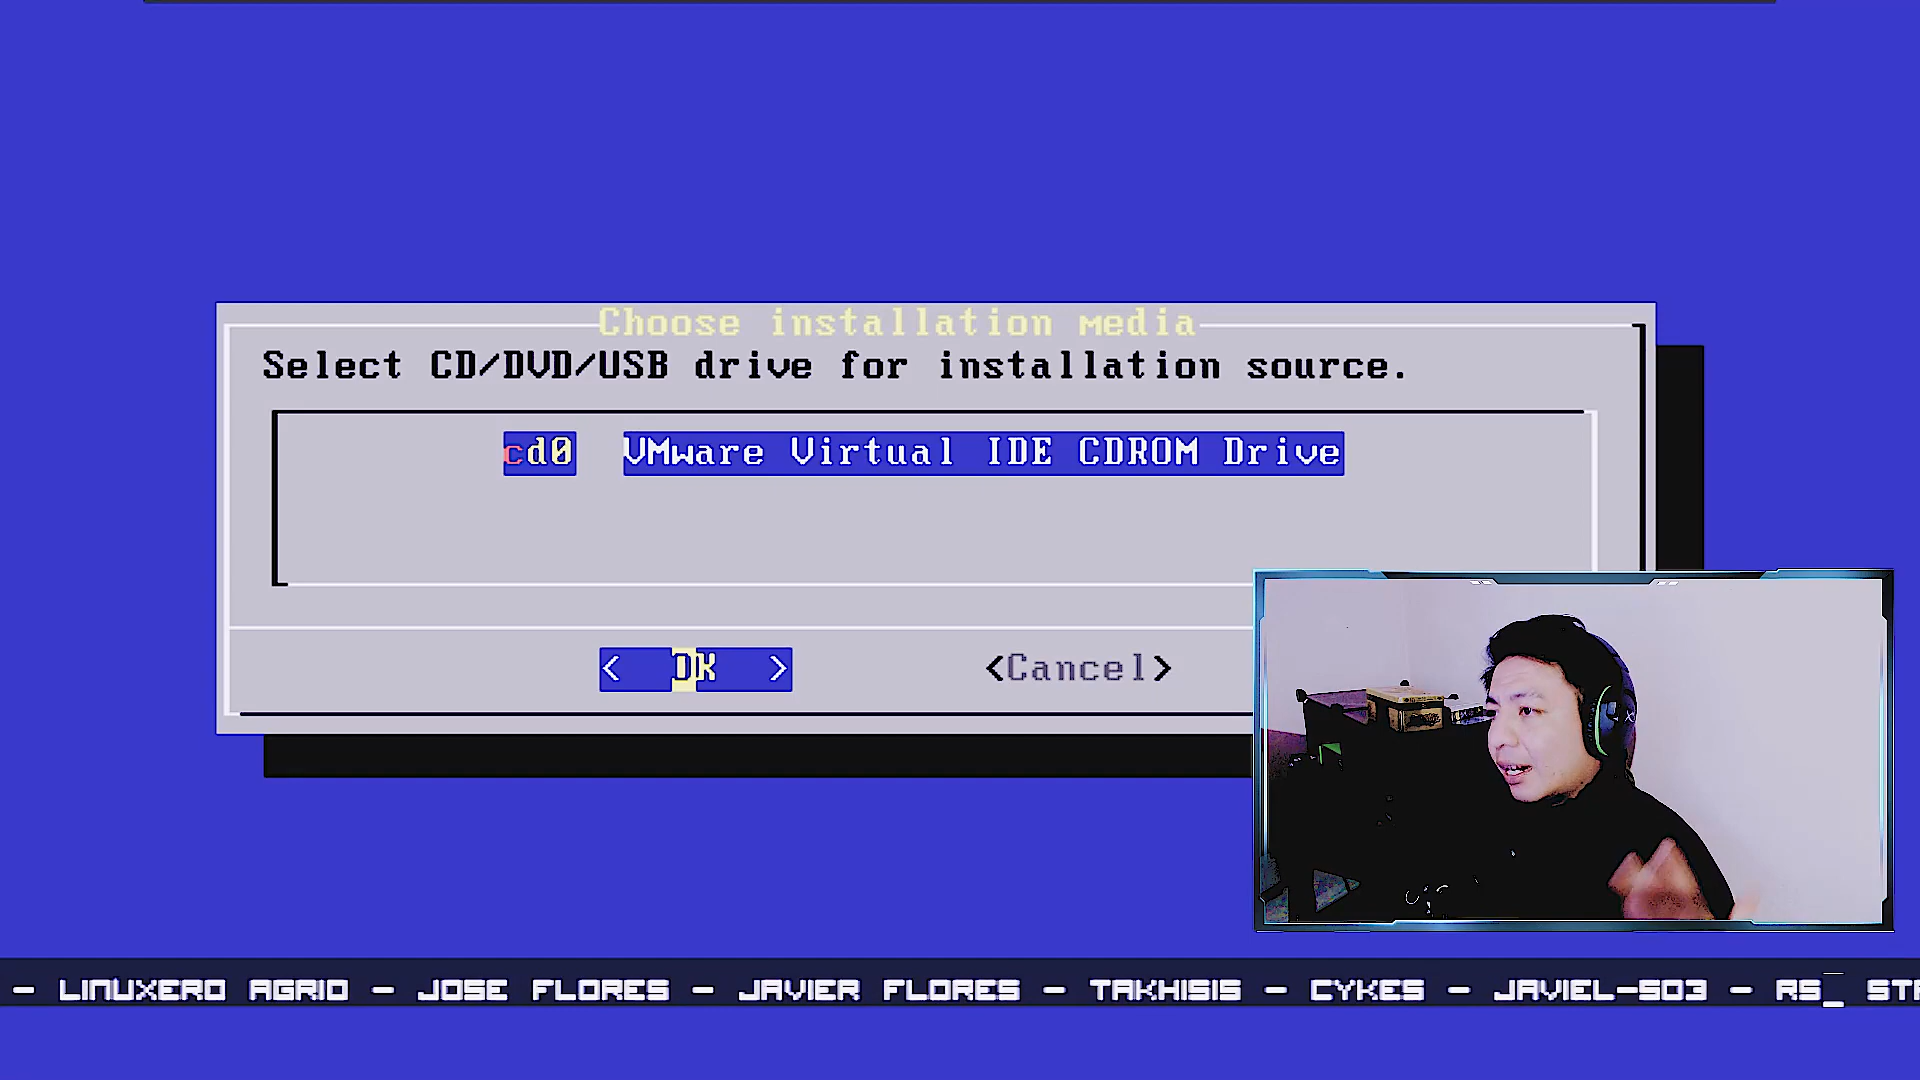 Choose installation media
Select CD/DVD/USB drive for installation source.
cd0 VMware Virtual IDE CDROM Drive
< OK > <Cancel>
- LINUXERO AGRIO - JOSE FLORES - JAVIER FLORES - TAKHISIS - CYKES - JAVIEL-503 - RS_